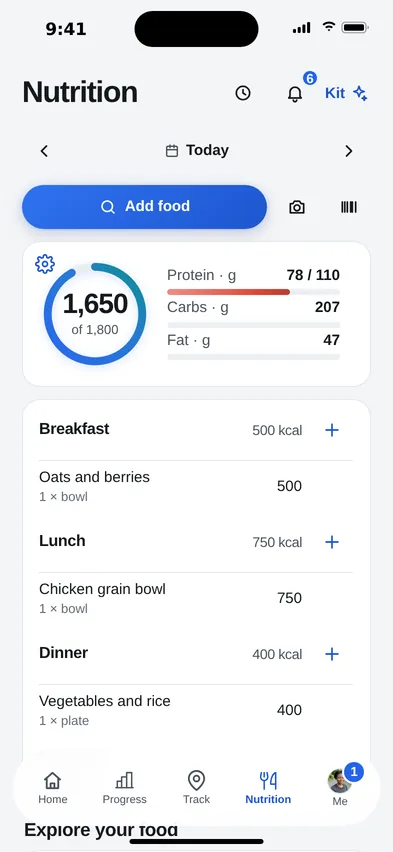 9:41
Nutrition
6
Kit
Today
Add food
1,650
of 1,800
Protein · g 78 / 110
Carbs · g 207
Fat · g 47
Breakfast 500 kcal
Oats and berries 500
1 × bowl
Lunch 750 kcal
Chicken grain bowl 750
1 × bowl
Dinner 400 kcal
Vegetables and rice 400
1 × plate
1
Home Progress Track Nutrition Me
Explore your food